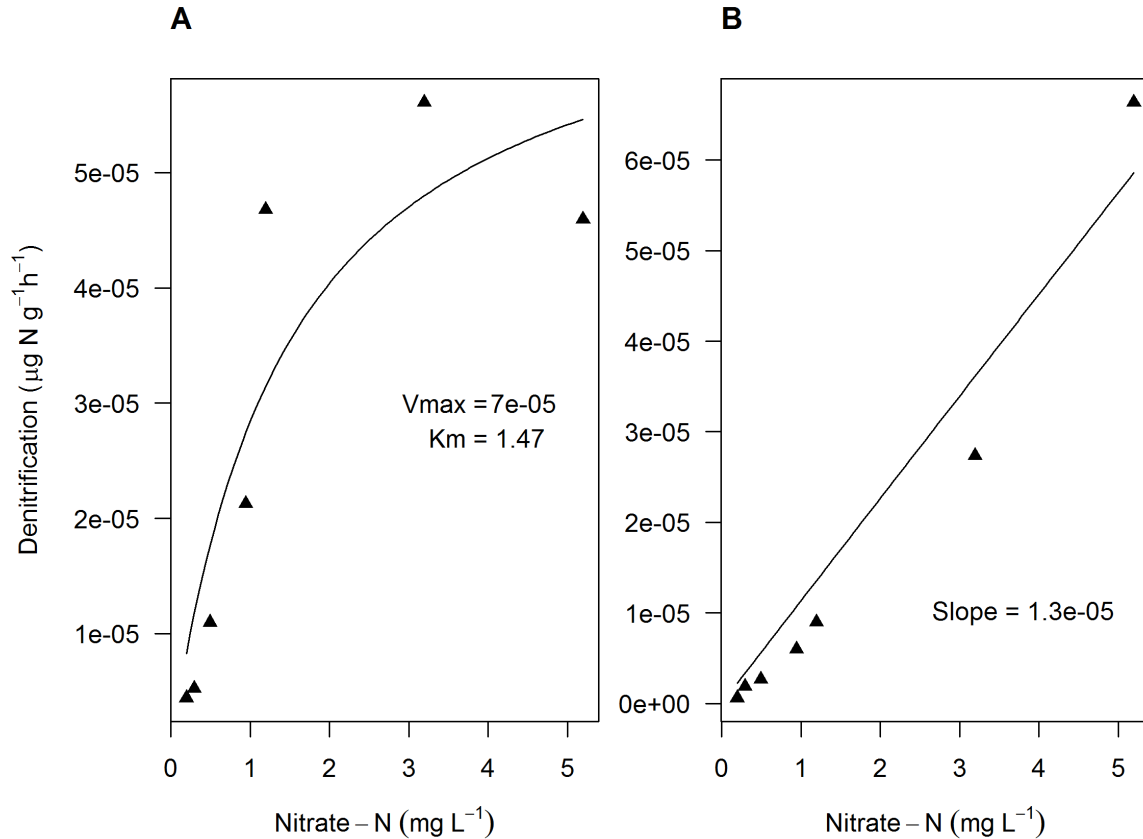 A
Denitrification (μg N g⁻¹h⁻¹)
5e-05
4e-05
3e-05
2e-05
1e-05
Vmax =7e-05
Km = 1.47
0 1 2 3 4 5
Nitrate – N (mg L⁻¹)
B
6e-05
5e-05
4e-05
3e-05
2e-05
1e-05
0e+00
Slope = 1.3e-05
0 1 2 3 4 5
Nitrate – N (mg L⁻¹)